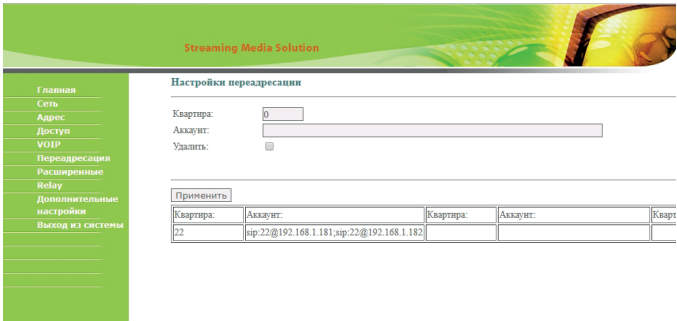 Streaming Media Solution
Главная
Сеть
Адрес
Доступ
VOIP
Переадресация
Расширенные
Relay
Дополнительные
настройки
Выход из системы
Настройки переадресации
Квартира: 0
Аккаунт:
Удалить:
Применить
Квартира: Аккаунт: Квартира: Аккаунт: Кварт
22 sip:22@192.168.1.181;sip:22@192.168.1.182